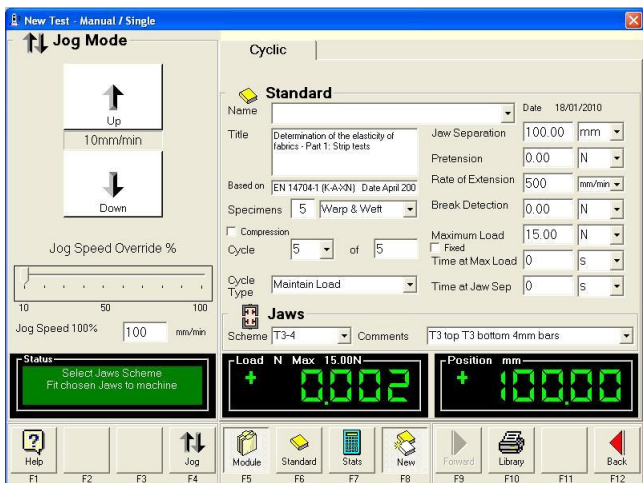 New Test - Manual / Single
Jog Mode
Up
10mm/min
Down
Jog Speed Override %
10 50 100
Jog Speed 100% 100 mm/min
Status
Select Jaws Scheme
Fit chosen Jaws to machine
Cyclic
Standard
Name
Date 18/01/2010
Title
Determination of the elasticity of
fabrics - Part 1: Strip tests
Based on EN 14704-1 (K-A-XN) Date April 200
Specimens 5 Warp & Weft
Compression
Cycle 5 of 5
Cycle
Type
Maintain Load
Jaw Separation 100.00 mm
Pretension 0.00 N
Rate of Extension 500 mm/min
Break Detection 0.00 N
Maximum Load 15.00 N
Fixed
Time at Max Load 0 s
Time at Jaw Sep 0 s
Jaws
Scheme T3-4 Comments T3 top T3 bottom 4mm bars
Load N Max 15.00N
+ 0.002
Position mm
+ 100.00
Help
F1
F2
F3
Jog
F4
Module
F5
Standard
F6
Stats
F7
New
F8
Forward
F9
Library
F10
F11
Back
F12